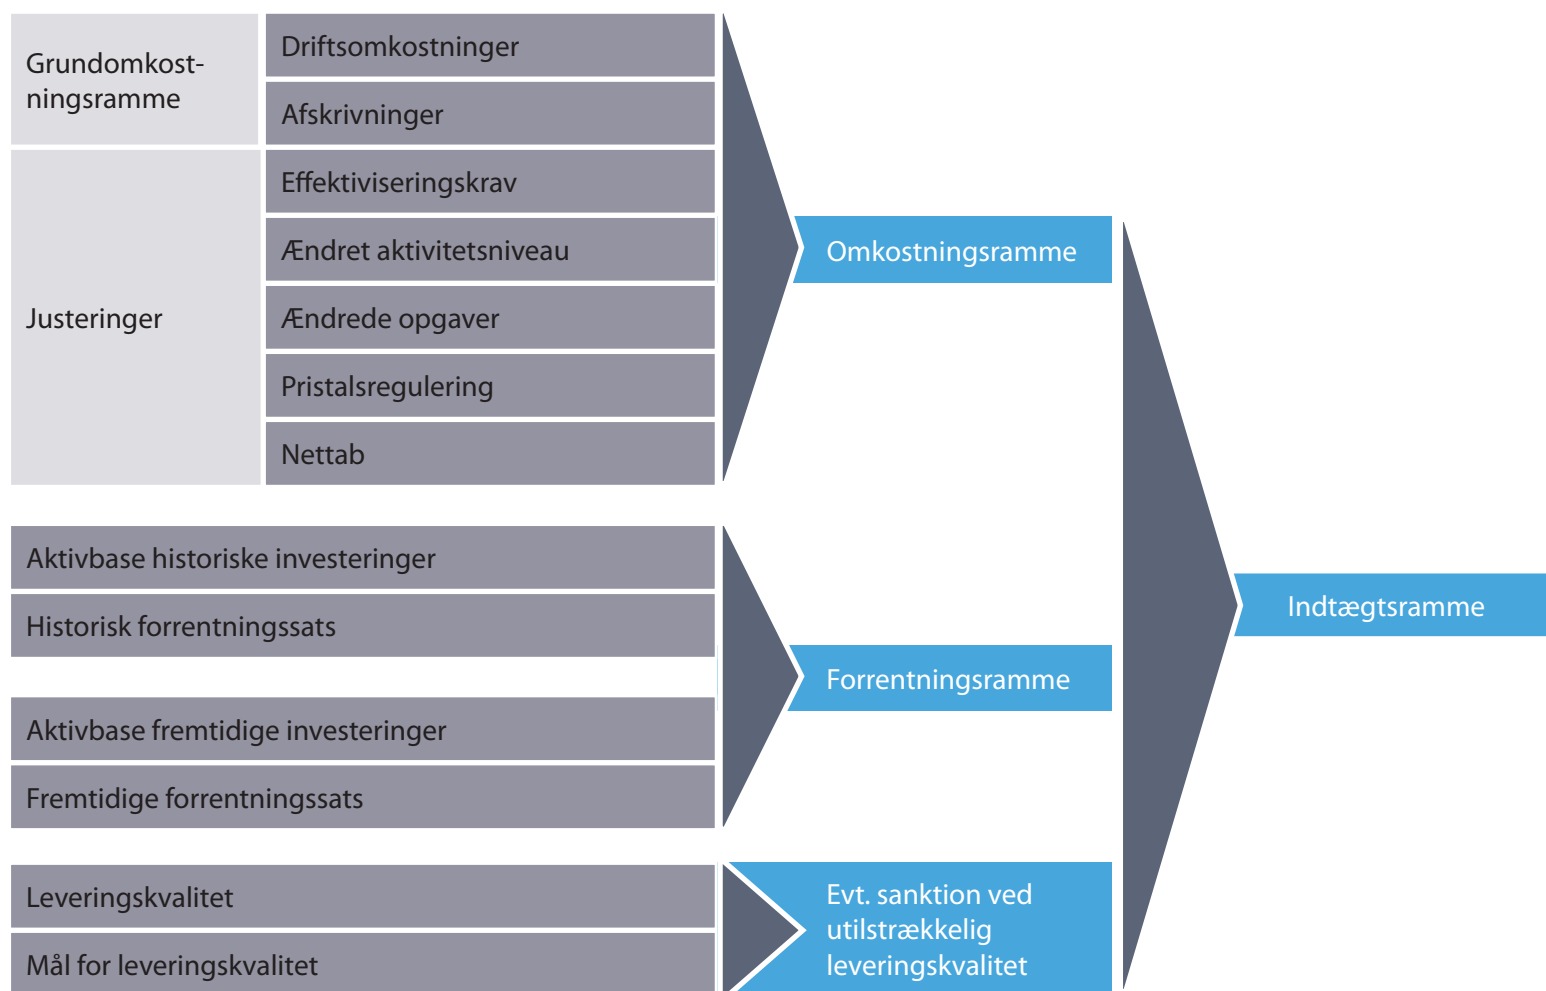 Grundomkost-
ningsramme
Driftsomkostninger
Afskrivninger
Justeringer
Effektiviseringskrav
Ændret aktivitetsniveau
Ændrede opgaver
Pristalsregulering
Nettab
Omkostningsramme
Aktivbase historiske investeringer
Historisk forrentningssats
Aktivbase fremtidige investeringer
Fremtidige forrentningssats
Forrentningsramme
Leveringskvalitet
Mål for leveringskvalitet
Evt. sanktion ved
utilstrækkelig
leveringskvalitet
Indtægtsramme